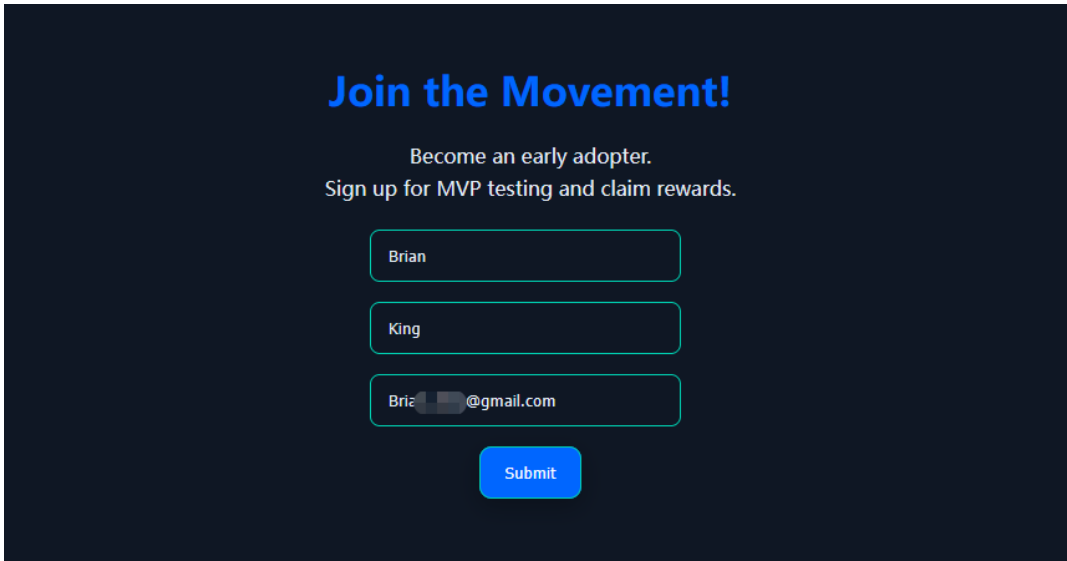 Join the Movement!
Become an early adopter.
Sign up for MVP testing and claim rewards.
Brian
King
@gmail.com
Submit